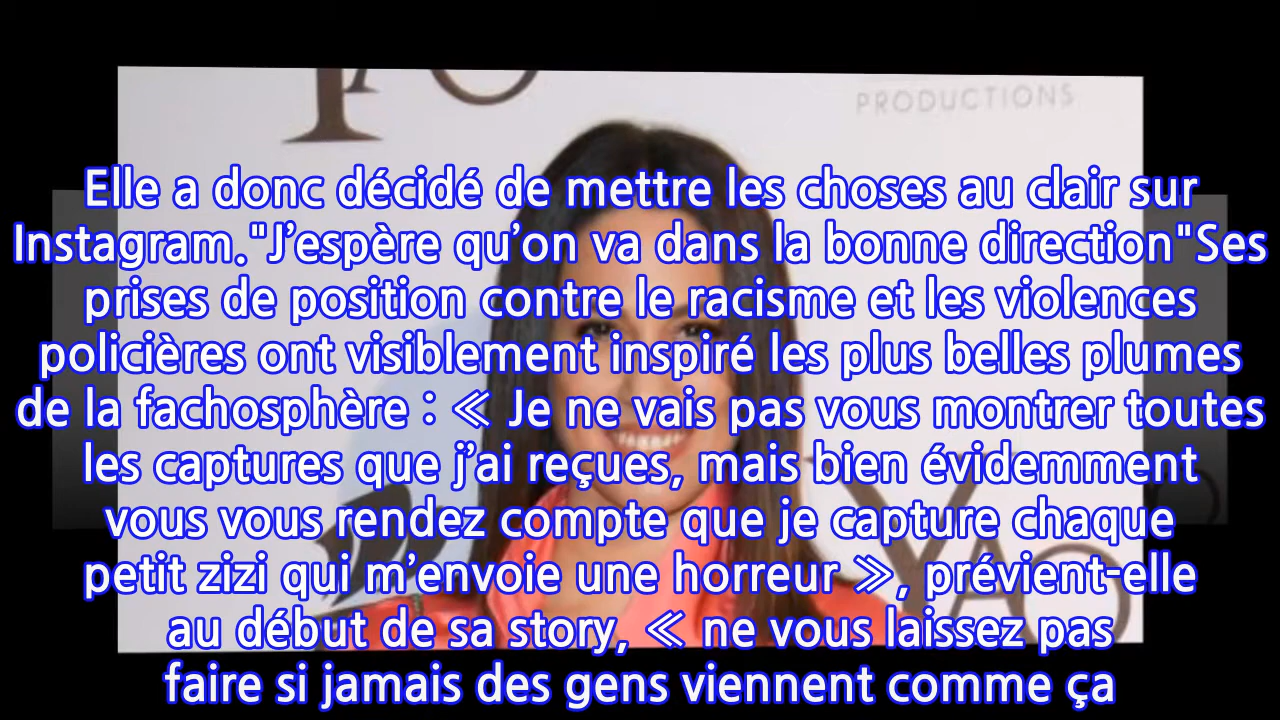 PRODUCTIONS
Elle a donc décidé de mettre les choses au clair sur
Instagram."J’espère qu’on va dans la bonne direction"Ses
prises de position contre le racisme et les violences
policières ont visiblement inspiré les plus belles plumes
de la fachosphère : ≪ Je ne vais pas vous montrer toutes
les captures que j’ai reçues, mais bien évidemment
vous vous rendez compte que je capture chaque
petit zizi qui m’envoie une horreur ≫, prévient-elle
au début de sa story, ≪ ne vous laissez pas
faire si jamais des gens viennent comme ça